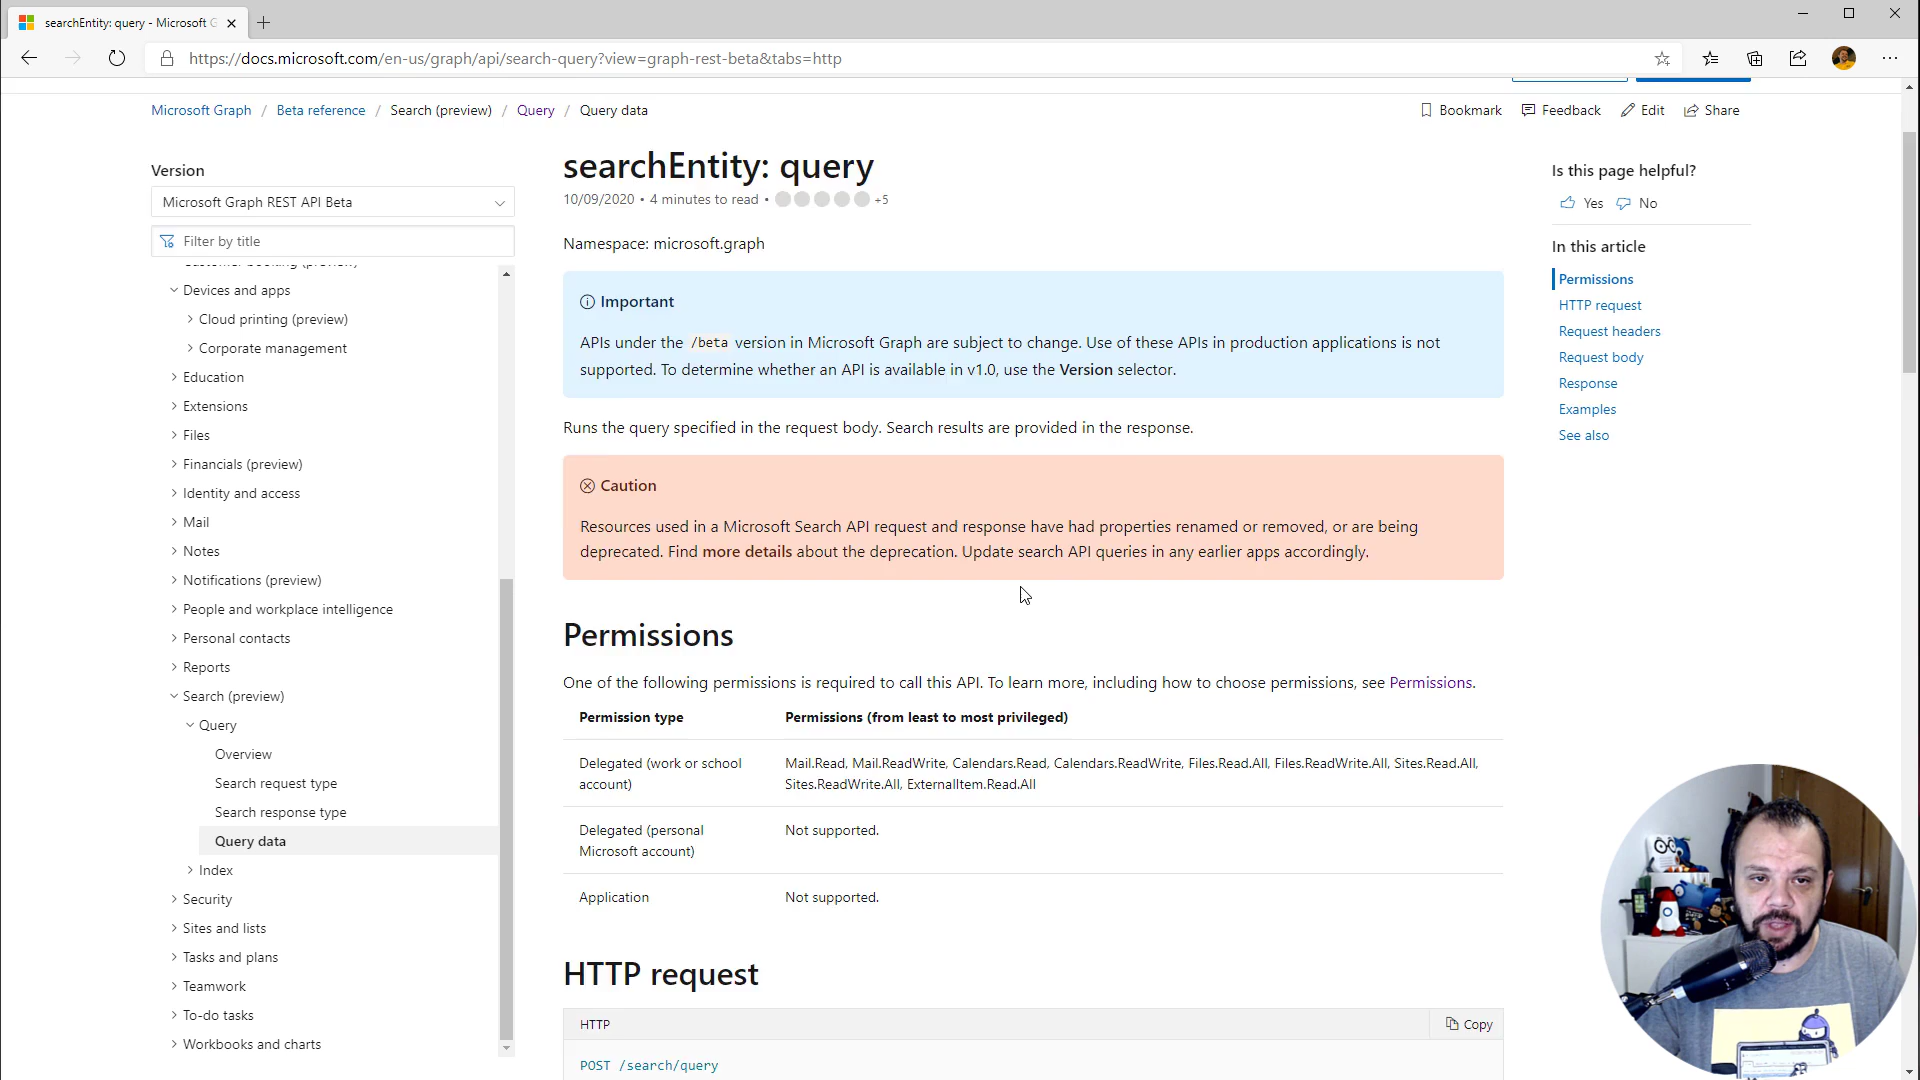 searchEntity: query - Microsoft G
https://docs.microsoft.com/en-us/graph/api/search-query?view=graph-rest-beta&tabs=http
Microsoft Graph / Beta reference / Search (preview) / Query / Query data
Bookmark Feedback Edit Share
Version
Microsoft Graph REST API Beta
Filter by title
Customer booking (preview)
Devices and apps
Cloud printing (preview)
Corporate management
Education
Extensions
Files
Financials (preview)
Identity and access
Mail
Notes
Notifications (preview)
People and workplace intelligence
Personal contacts
Reports
Search (preview)
Query
Overview
Search request type
Search response type
Query data
Index
Security
Sites and lists
Tasks and plans
Teamwork
To-do tasks
Workbooks and charts
searchEntity: query
10/09/2020 • 4 minutes to read • +5
Namespace: microsoft.graph
Important
APIs under the /beta version in Microsoft Graph are subject to change. Use of these APIs in production applications is not
supported. To determine whether an API is available in v1.0, use the Version selector.
Runs the query specified in the request body. Search results are provided in the response.
Caution
Resources used in a Microsoft Search API request and response have had properties renamed or removed, or are being
deprecated. Find more details about the deprecation. Update search API queries in any earlier apps accordingly.
Permissions
One of the following permissions is required to call this API. To learn more, including how to choose permissions, see Permissions.
Permission type Permissions (from least to most privileged)
Delegated (work or school account) Mail.Read, Mail.ReadWrite, Calendars.Read, Calendars.ReadWrite, Files.Read.All, Files.ReadWrite.All, Sites.Read.All,
Sites.ReadWrite.All, ExternalItem.Read.All
Delegated (personal Microsoft account) Not supported.
Application Not supported.
HTTP request
HTTP Copy
POST /search/query
Is this page helpful?
Yes No
In this article
Permissions
HTTP request
Request headers
Request body
Response
Examples
See also